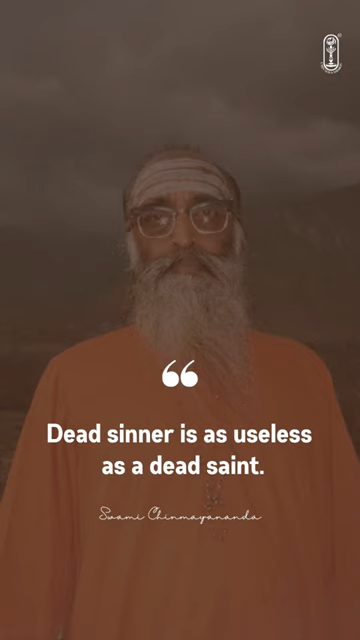 Dead sinner is as useless
as a dead saint.
Swami Chinmayananda